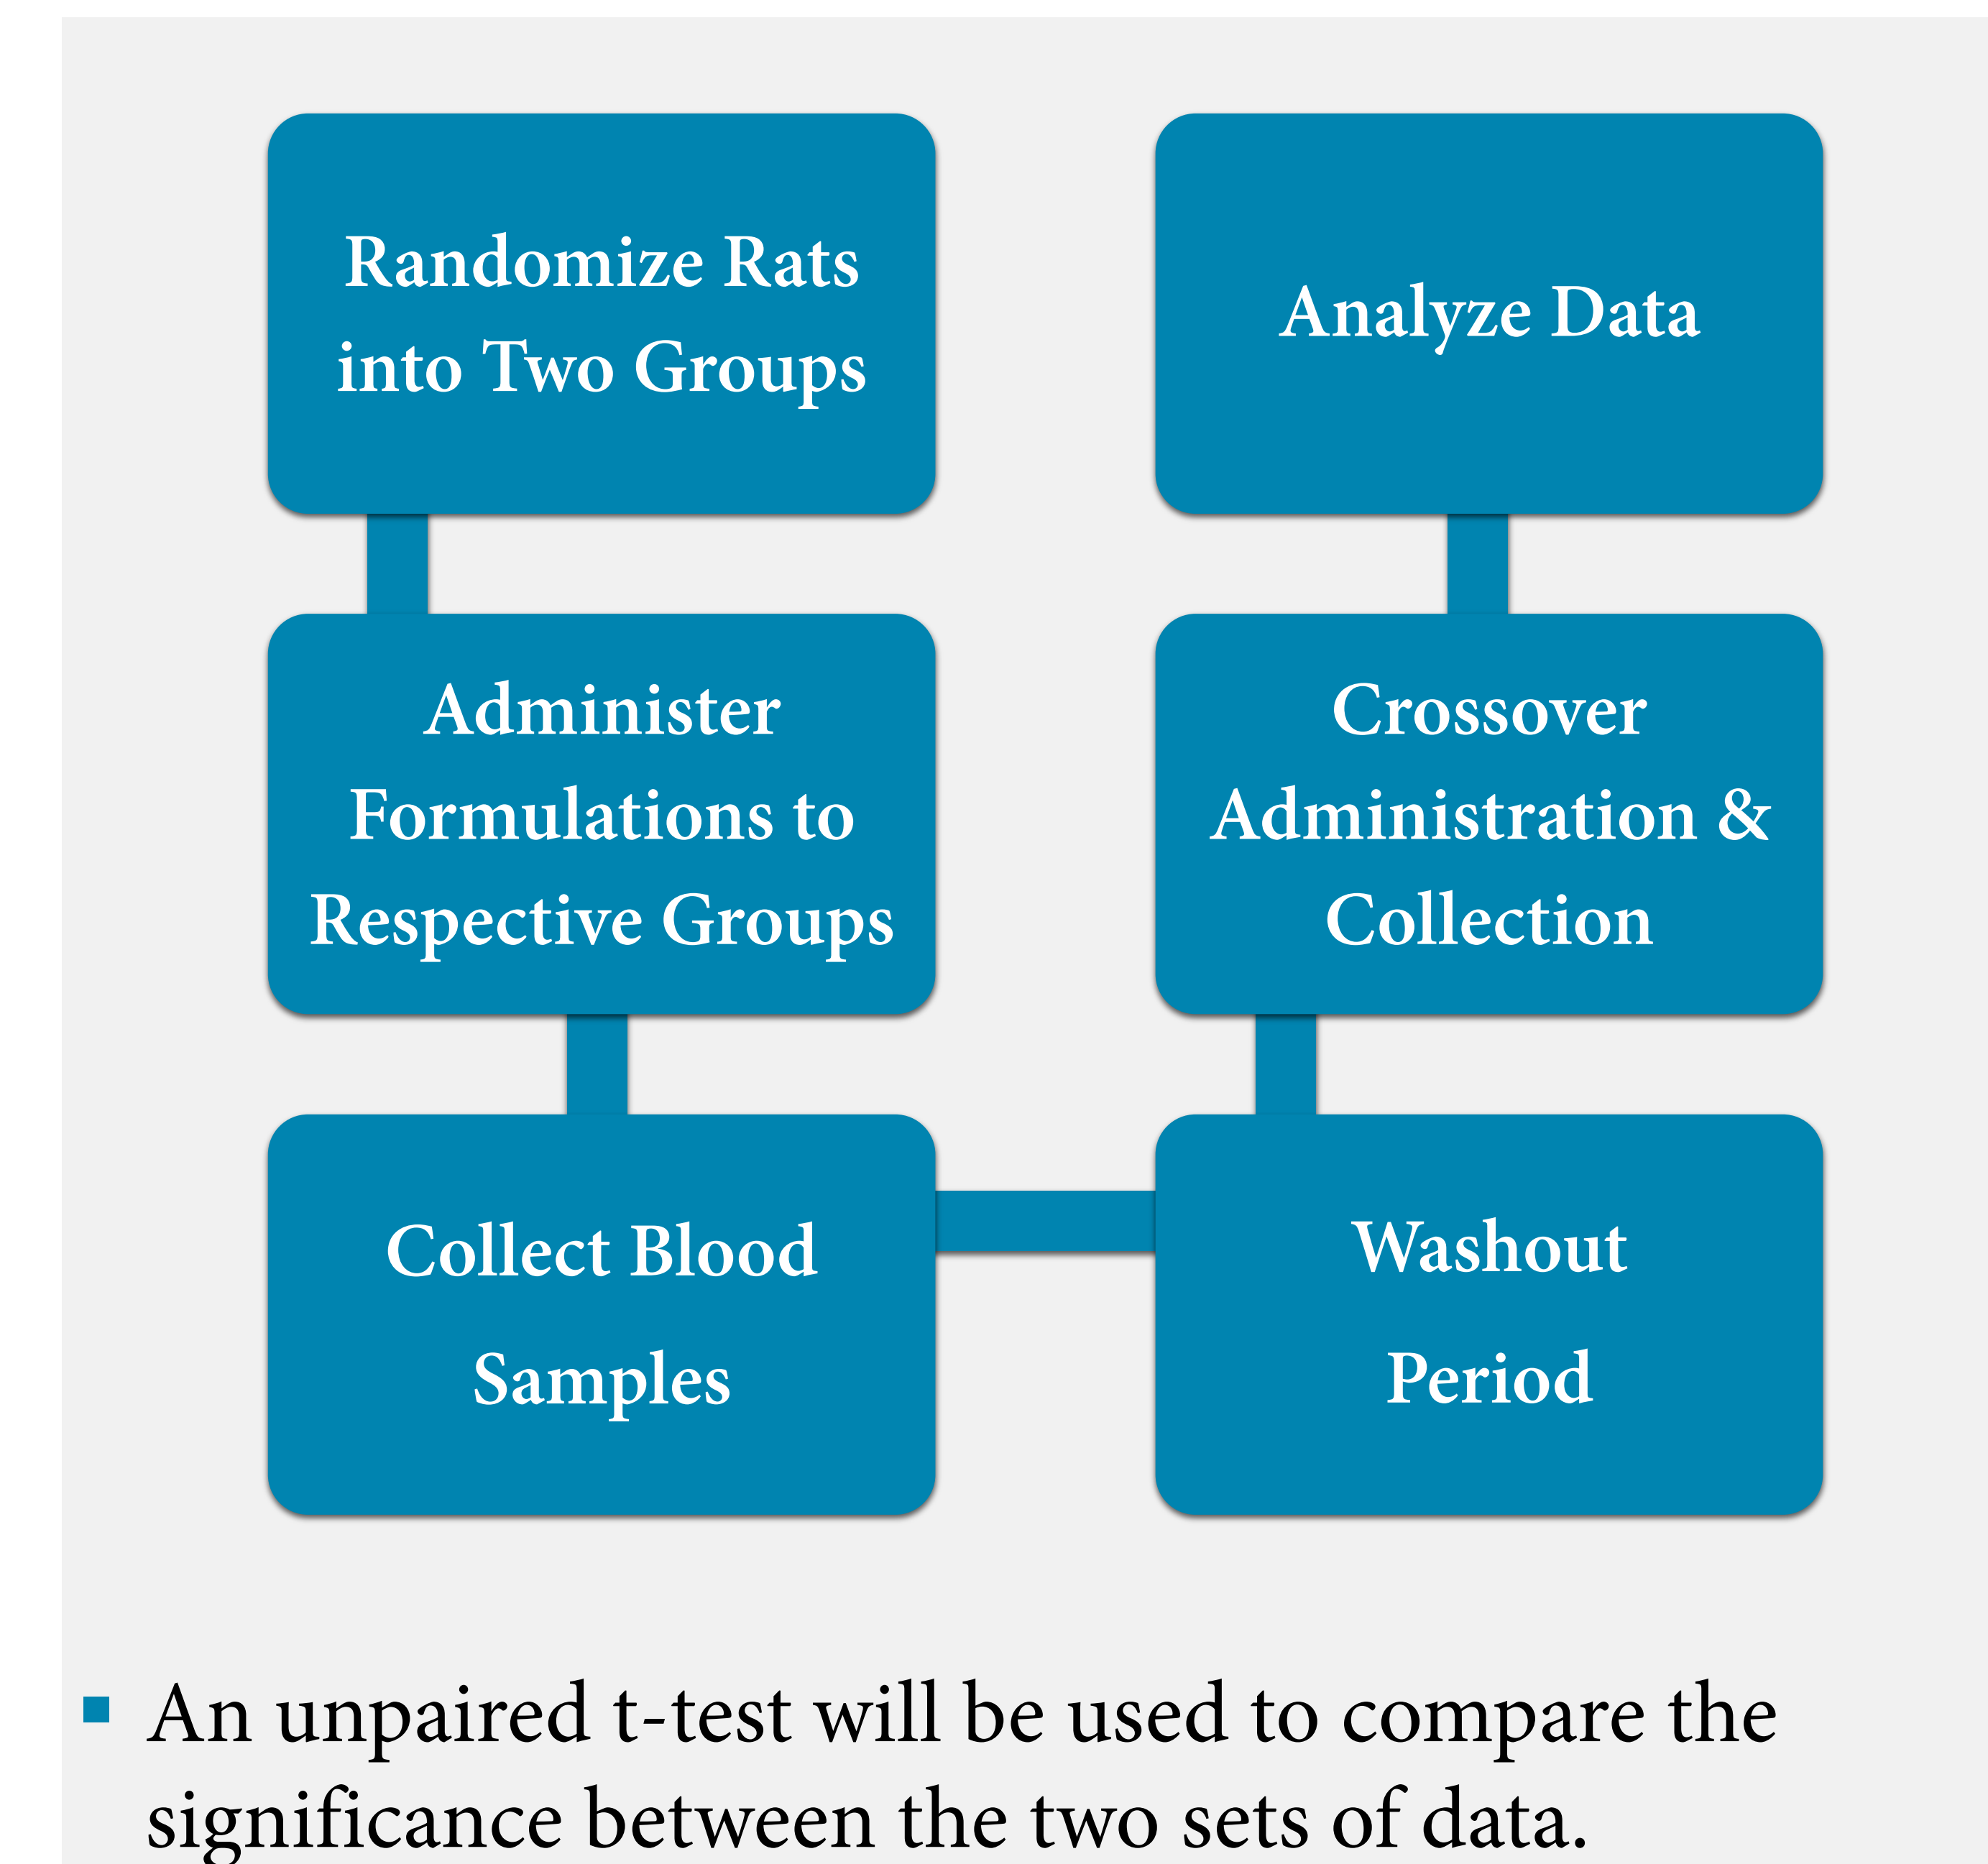 Randomize Rats
into Two Groups
Administer
Formulations to
Respective Groups
Collect Blood
Samples
Washout
Period
Crossover
Administration &
Collection
Analyze Data
An unpaired t-test will be used to compare the
significance between the two sets of data.